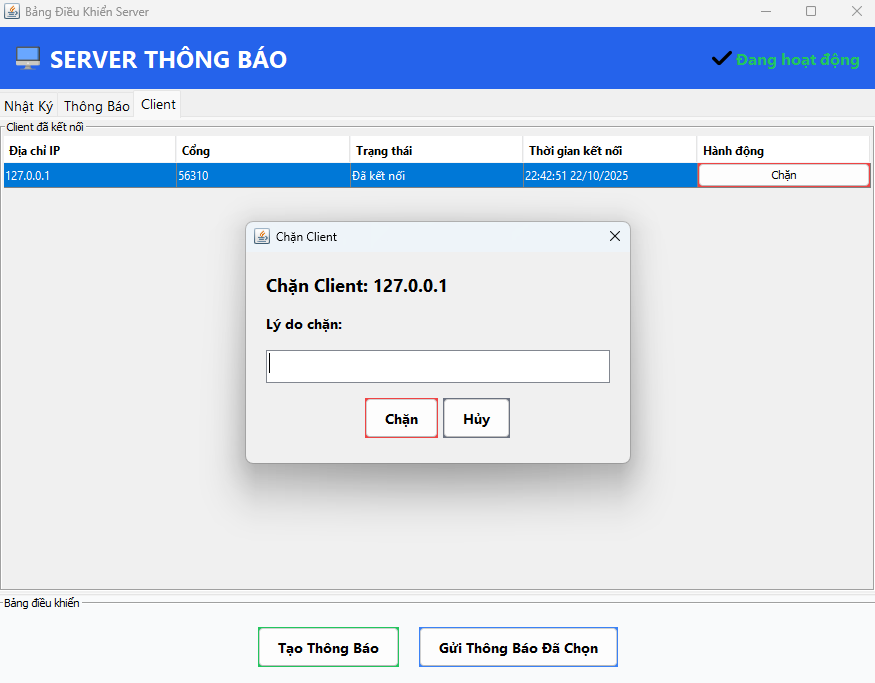 Bảng Điều Khiển Server
SERVER THÔNG BÁO
Đang hoạt động
Nhật Ký Thông Báo Client
Client đã kết nối
Địa chỉ IP Cổng Trạng thái Thời gian kết nối Hành động
127.0.0.1 56310 Đã kết nối 22:42:51 22/10/2025 Chặn
Chặn Client
Chặn Client: 127.0.0.1
Lý do chặn:
Chặn Hủy
Bảng điều khiển
Tạo Thông Báo Gửi Thông Báo Đã Chọn